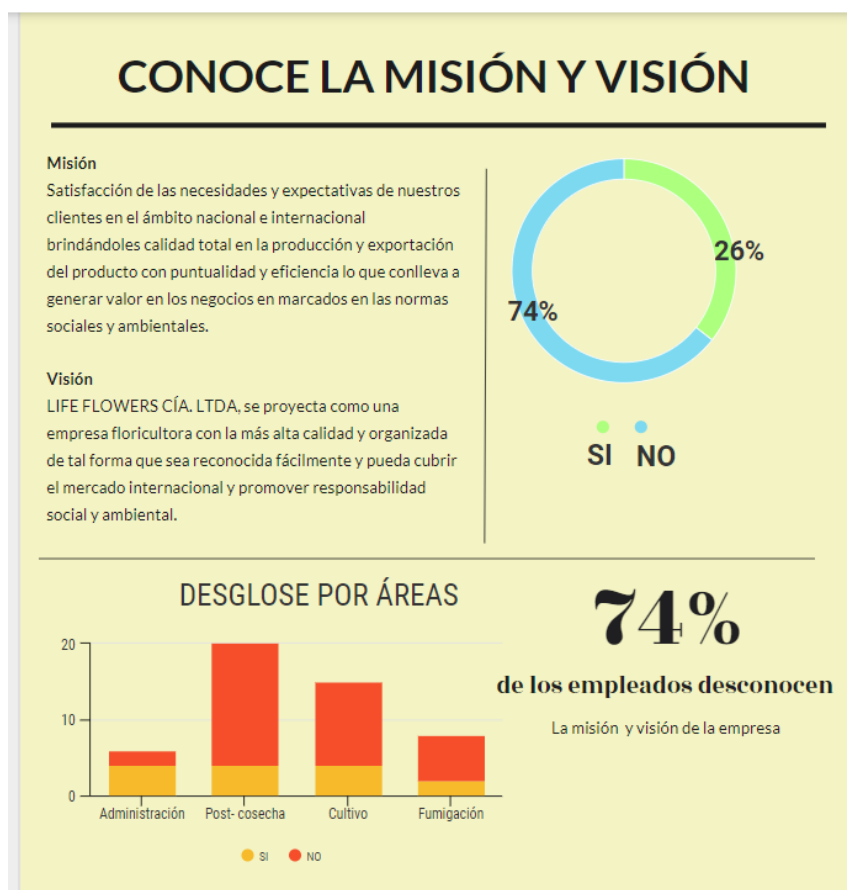 CONOCE LA MISIÓN Y VISIÓN
Misión
Satisfacción de las necesidades y expectativas de nuestros
clientes en el ámbito nacional e internacional
brindándoles calidad total en la producción y exportación
del producto con puntualidad y eficiencia lo que conlleva a
generar valor en los negocios en marcados en las normas
sociales y ambientales.
Visión
LIFE FLOWERS CÍA. LTDA, se proyecta como una
empresa floricultora con la más alta calidad y organizada
de tal forma que sea reconocida fácilmente y pueda cubrir
el mercado internacional y promover responsabilidad
social y ambiental.
26%
74%
SI NO
DESGLOSE POR ÁREAS
20
10
0
Administración Post- cosecha Cultivo Fumigación
SI NO
74%
de los empleados desconocen
La misión y visión de la empresa